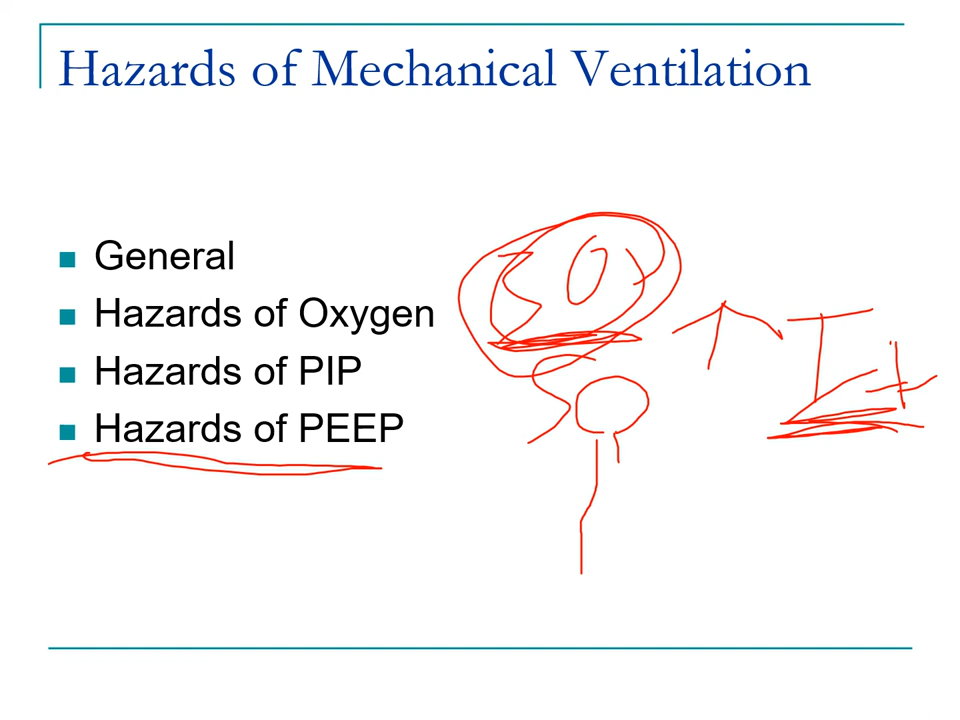 Hazards of Mechanical Ventilation
General
Hazards of Oxygen
Hazards of PIP
Hazards of PEEP